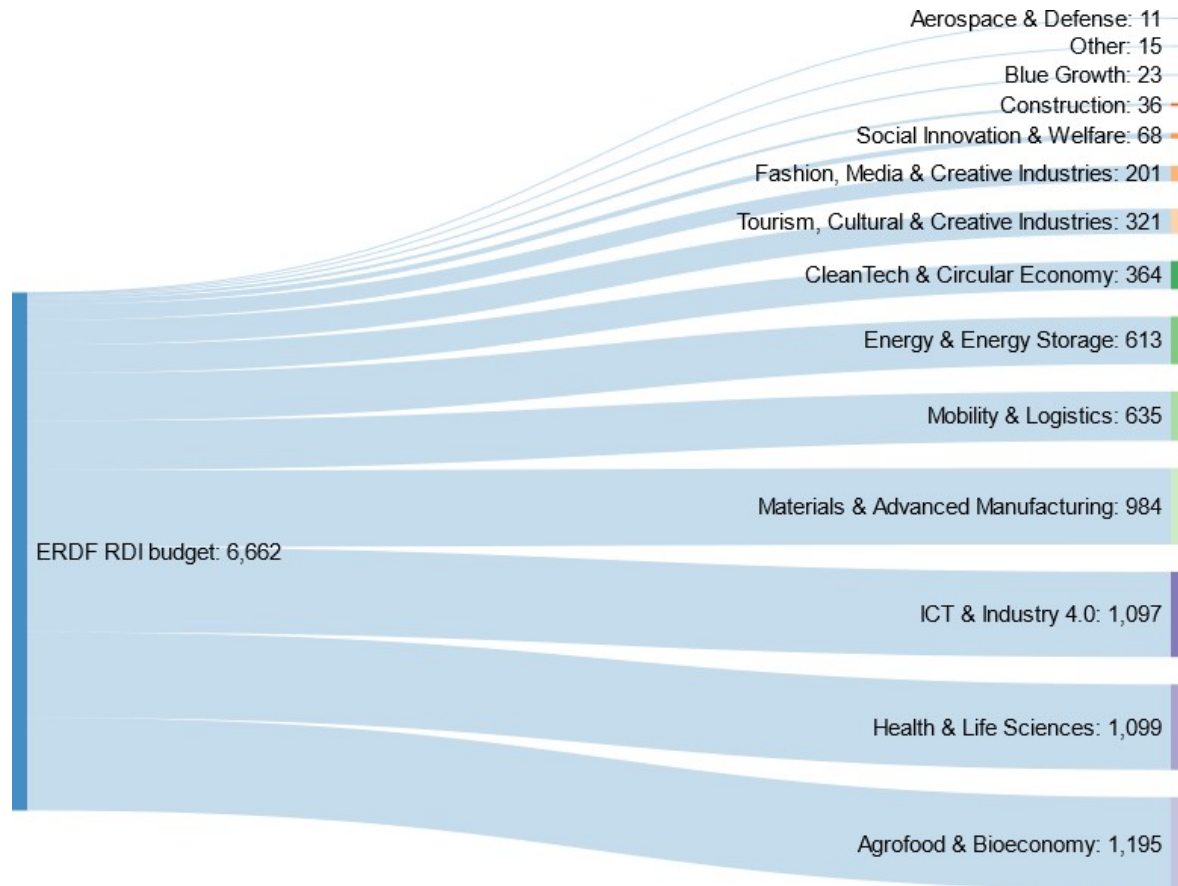 Aerospace & Defense: 11
Other: 15
Blue Growth: 23
Construction: 36
Social Innovation & Welfare: 68
Fashion, Media & Creative Industries: 201
Tourism, Cultural & Creative Industries: 321
CleanTech & Circular Economy: 364
Energy & Energy Storage: 613
Mobility & Logistics: 635
Materials & Advanced Manufacturing: 984
ERDF RDI budget: 6,662
ICT & Industry 4.0: 1,097
Health & Life Sciences: 1,099
Agrofood & Bioeconomy: 1,195